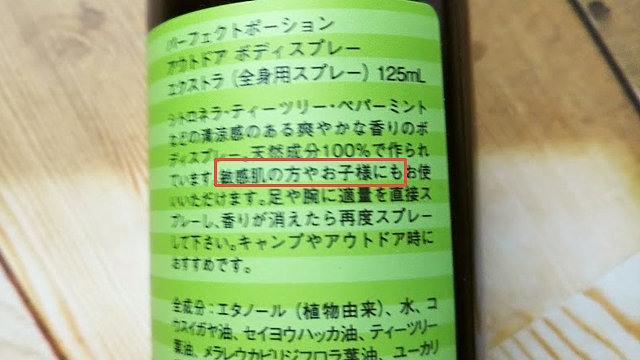 パーフェクトポーション
アウトドア ボディスプレー
エクストラ（全身用スプレー）125mL
シトロネラ・ティーツリー・ペパーミント
などの清涼感のある爽やかな香りのボ
ディスプレー。天然成分100%で作られ
ています。敏感肌の方やお子様にもお使
いいただけます。足や腕に適量を直接ス
プレーし、香りが消えたら再度スプレー
して下さい。キャンプやアウトドア時に
おすすめです。
全成分：エタノール（植物由来）、水、コ
ウスイガヤ油、セイヨウハッカ油、ティーツリー
葉油、メラレウカビリジフロラ葉油、ユーカリ